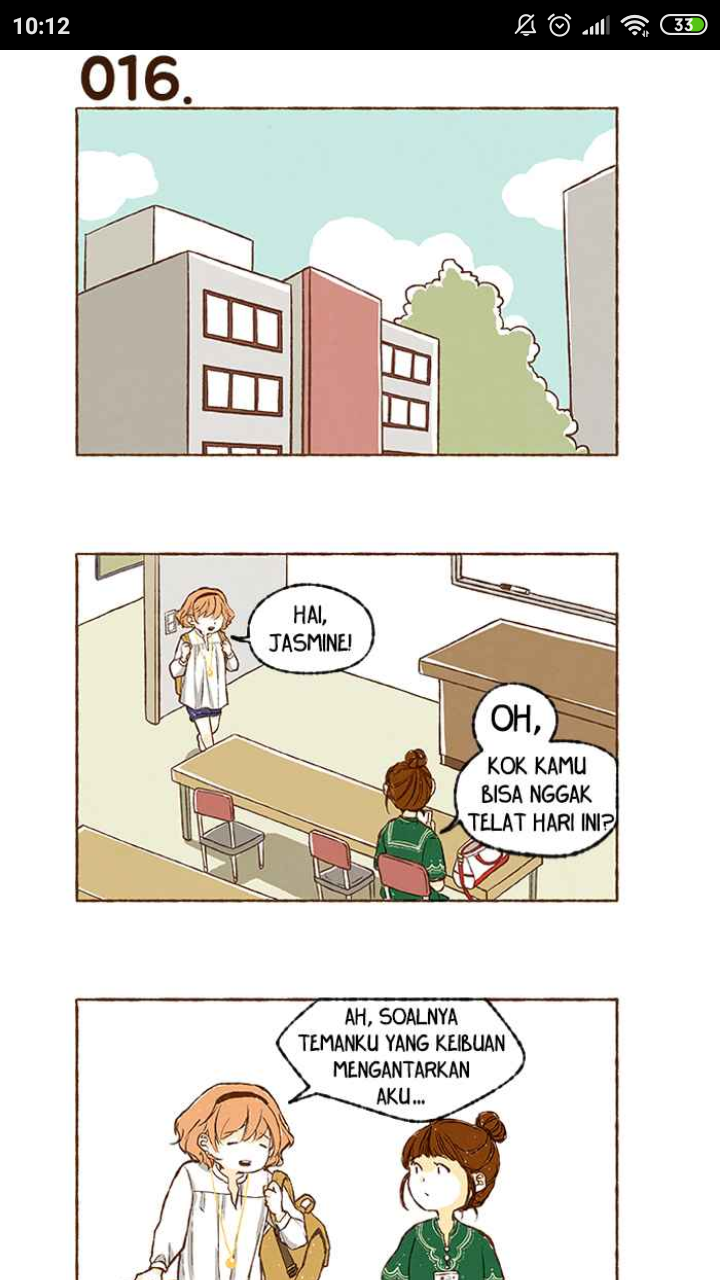 10:12
33
016.
HAI,
JASMINE!
OH,
KOK KAMU
BISA NGGAK
TELAT HARI INI?
AH, SOALNYA
TEMANKU YANG KEIBUAN
MENGANTARKAN
AKU...